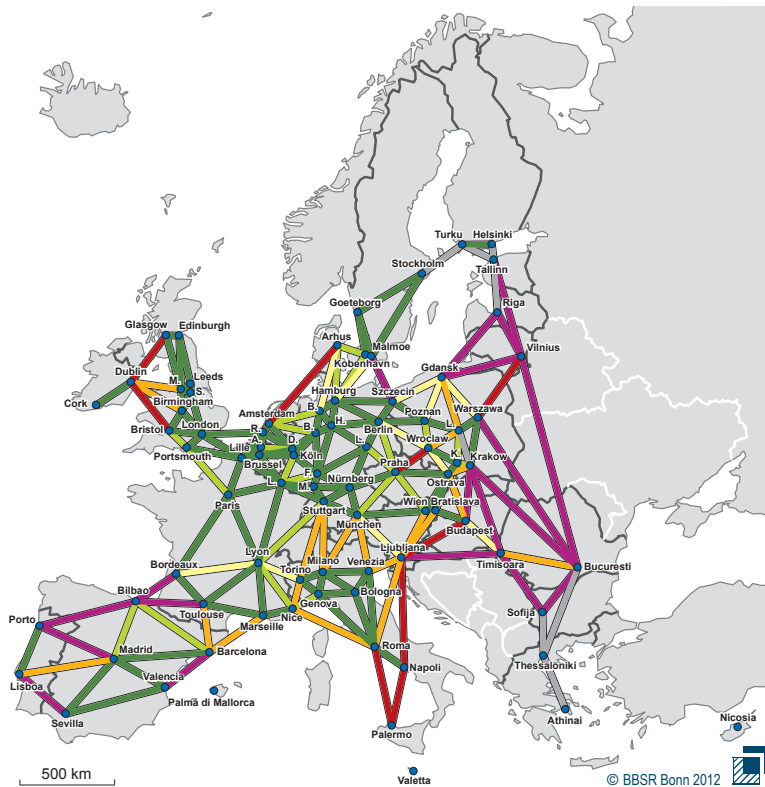 Turku
Helsinki
Stockholm
Tallinn
Riga
Goeteborg
Glasgow
Edinburgh
Arhus
Malmoe
Vilnius
København
Dublin
M.
Leeds
S.
Gdansk
Hamburg
Szczecin
Cork
Birmingham
Amsterdam
B.
Poznan
Warszawa
Bristol
London
R.
B.
H.
Berlin
L.
Wroclaw
Portsmouth
Lille
A.
D.
L.
K.
Krakow
Brussel
Köln
Praha
F.
Nürnberg
Ostrava
L.
M.
Paris
Stuttgart
Wien
Bratislava
München
Budapest
Lyon
Milano
Venezia
Ljubljana
Bordeaux
Torino
Timisoara
Bucuresti
Bilbao
Genova
Bologna
Porto
Toulouse
Nice
Sofija
Marseille
Madrid
Barcelona
Roma
Thessaloniki
Lisboa
Valencia
Napoli
Palma di Mallorca
Sevilla
Palermo
Athinai
Nicosia
Valetta
500 km
© BBSR Bonn 2012